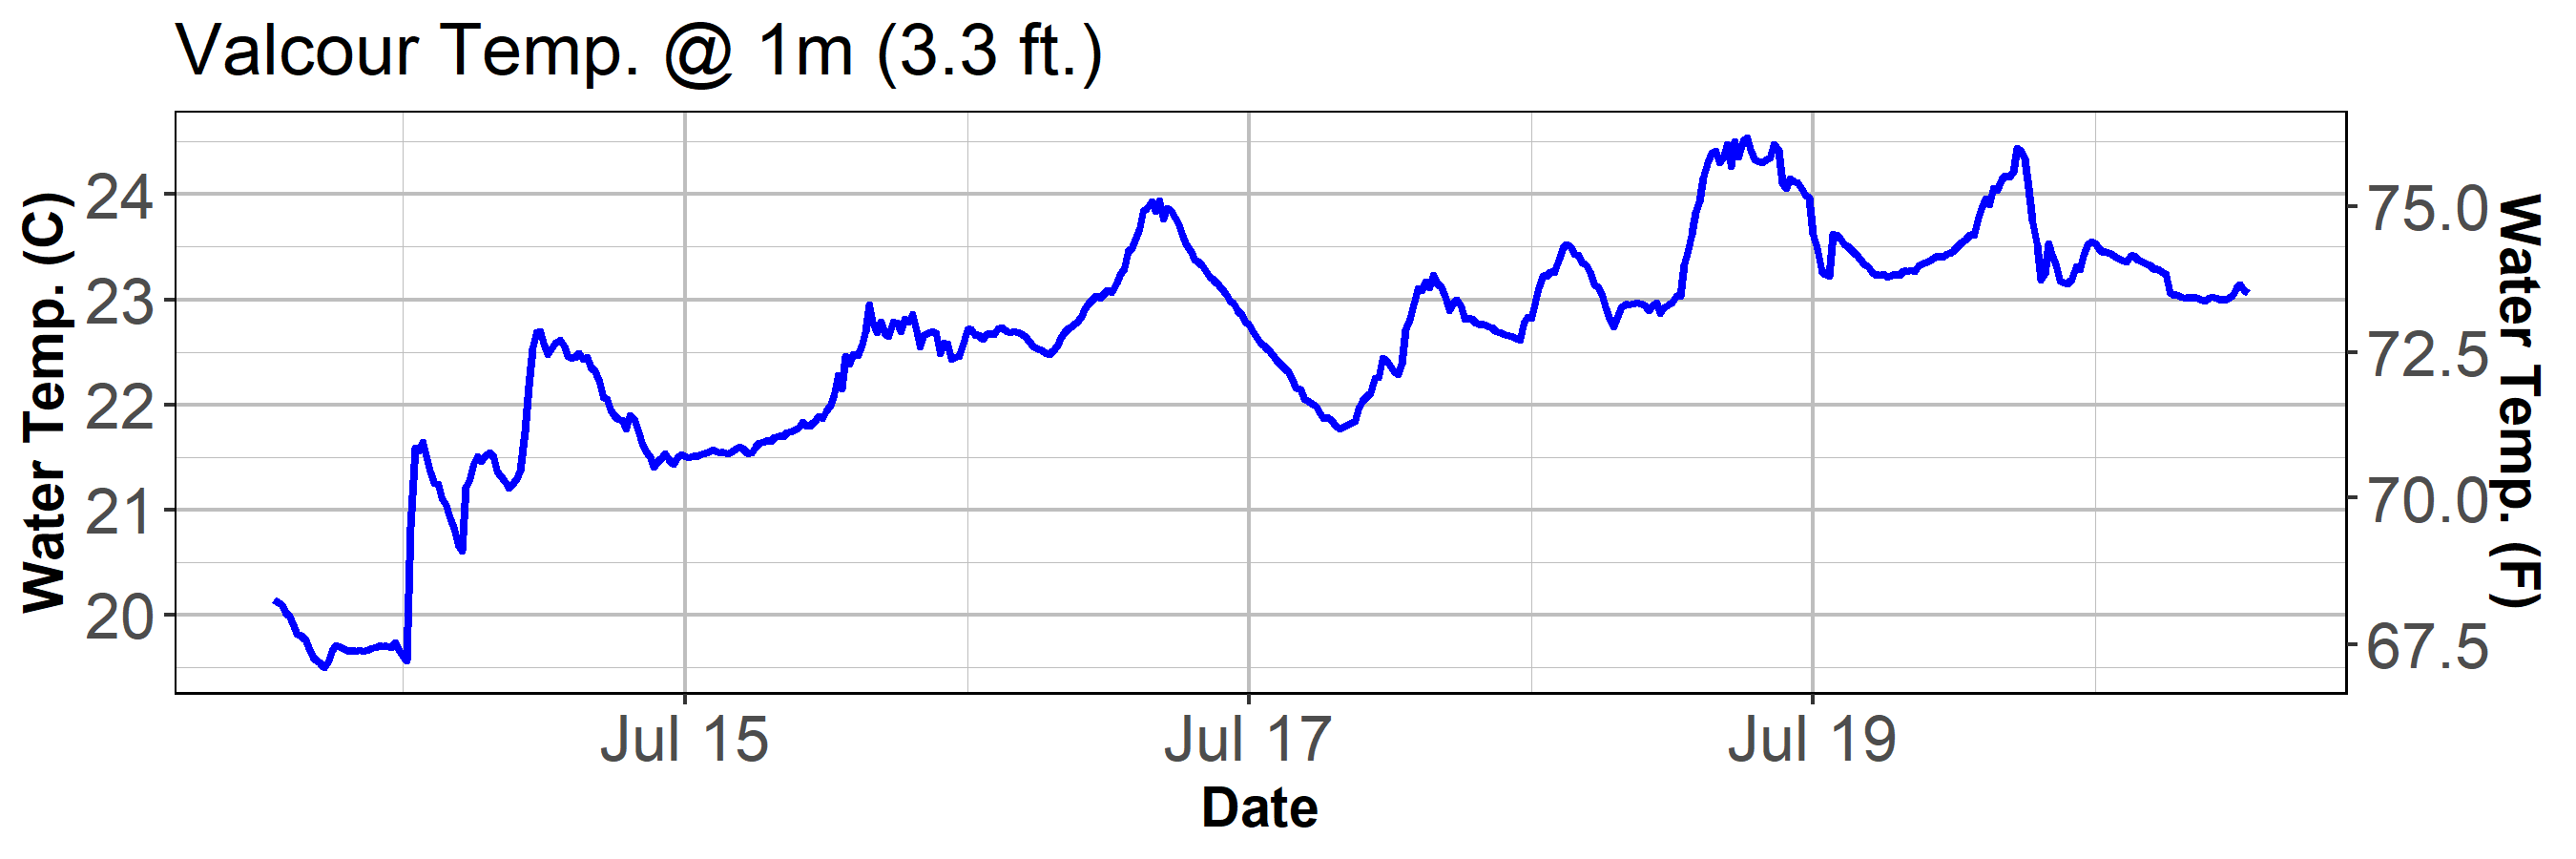 Valcour Temp. @ 1m (3.3 ft.)
Water Temp. (C)
24
23
22
21
20
75.0
72.5
70.0
67.5
Water Temp. (F)
Jul 15
Jul 17
Jul 19
Date